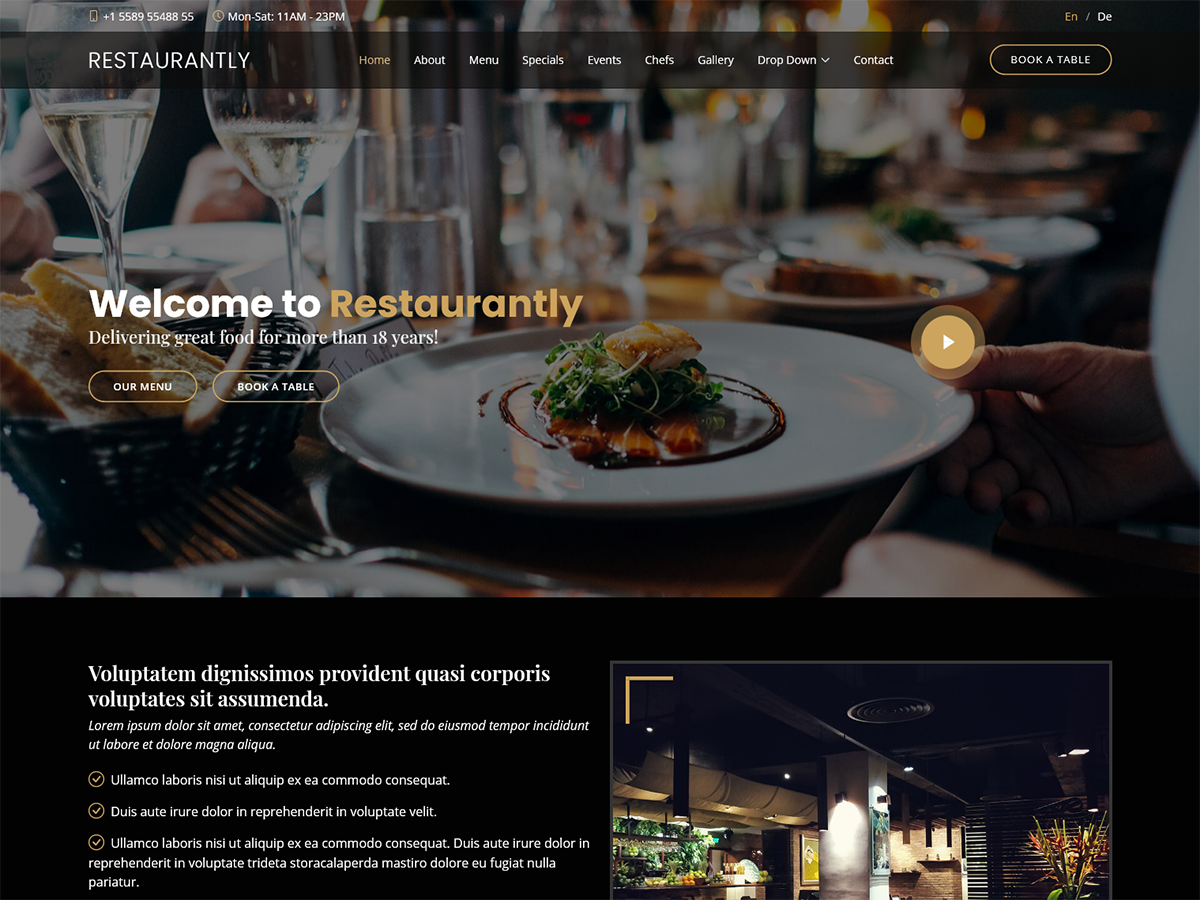 +1 5589 55488 55 Mon-Sat: 11AM - 23PM En / De
RESTAURANTLY Home About Menu Specials Events Chefs Gallery Drop Down Contact BOOK A TABLE
Welcome to Restaurantly
Delivering great food for more than 18 years!
OUR MENU BOOK A TABLE
Voluptatem dignissimos provident quasi corporis
voluptates sit assumenda.
Lorem ipsum dolor sit amet, consectetur adipiscing elit, sed do eiusmod tempor incididunt
ut labore et dolore magna aliqua.
Ullamco laboris nisi ut aliquip ex ea commodo consequat.
Duis aute irure dolor in reprehenderit in voluptate velit.
Ullamco laboris nisi ut aliquip ex ea commodo consequat. Duis aute irure dolor in
reprehenderit in voluptate trideta storacalaperda mastiro dolore eu fugiat nulla
pariatur.